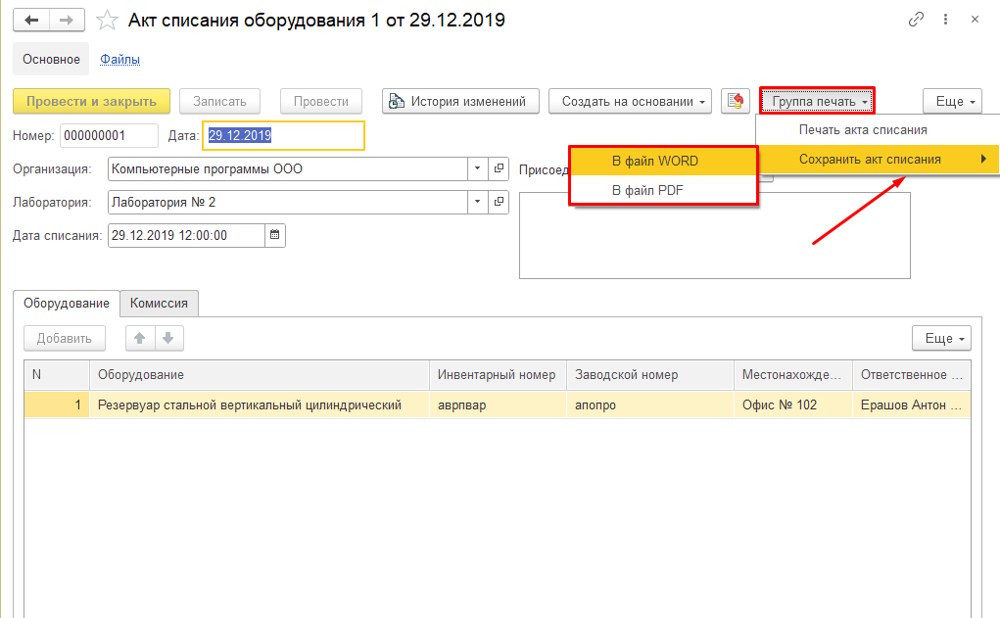 Акт списания оборудования 1 от 29.12.2019
Основное Файлы
Провести и закрыть Записать Провести История изменений Создать на основании Группа печать Еще
Печать акта списания
Сохранить акт списания
В файл WORD
В файл PDF
Номер: 000000001 Дата: 29.12.2019
Организация: Компьютерные программы ООО Присоед
Лаборатория: Лаборатория № 2
Дата списания: 29.12.2019 12:00:00
Оборудование Комиссия
Добавить Еще
N Оборудование Инвентарный номер Заводской номер Местонахожде... Ответственное ...
1 Резервуар стальной вертикальный цилиндрический аврпвар апопро Офис № 102 Ерашов Антон ...